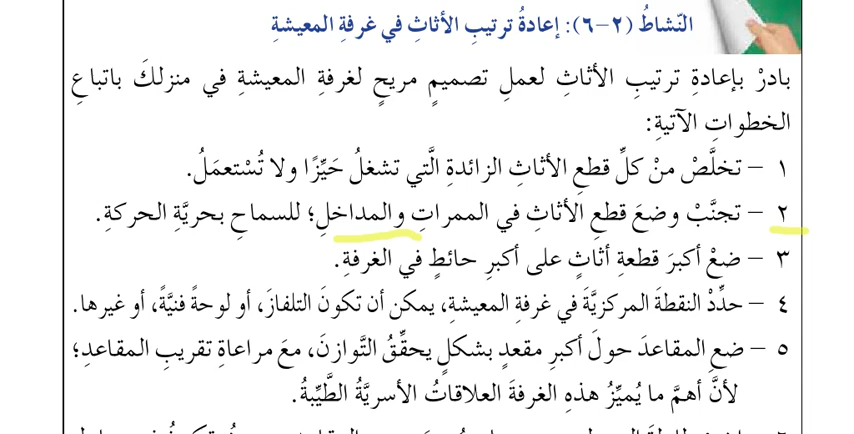 النّشاطُ (٢-٦): إعادةُ ترتيبِ الأثاثِ في غرفةِ المعيشةِ
بادرْ بإعادةِ ترتيبِ الأثاثِ لعملِ تصميمٍ مريحٍ لغرفةِ المعيشةِ في منزلكَ باتباعِ
الخطواتِ الآتيةِ:
١ - تخلَّصْ منْ كلِّ قطعِ الأثاثِ الزائدةِ الَّتي تشغلُ حَيِّزًا ولا تُسْتعمَلُ.
٢ - تجنَّبْ وضعَ قطعِ الأثاثِ في الممراتِ والمداخلِ؛ للسماحِ بحريَّةِ الحركةِ.
٣ - ضعْ أكبرَ قطعةِ أثاثٍ على أكبرِ حائطٍ في الغرفةِ.
٤ - حدِّدْ النقطةَ المركزيَّةَ في غرفةِ المعيشةِ، يمكن أن تكونَ التلفازَ، أو لوحةً فنيَّةً، أو غيرها.
٥ - ضعِ المقاعدَ حولَ أكبرِ مقعدٍ بشكلٍ يحقِّقُ التَّوازنَ، معَ مراعاةِ تقريبِ المقاعدِ؛
لأنَّ أهمَّ ما يُميِّزُ هذهِ الغرفةَ العلاقاتُ الأسريَّةُ الطَّيِّبةُ.